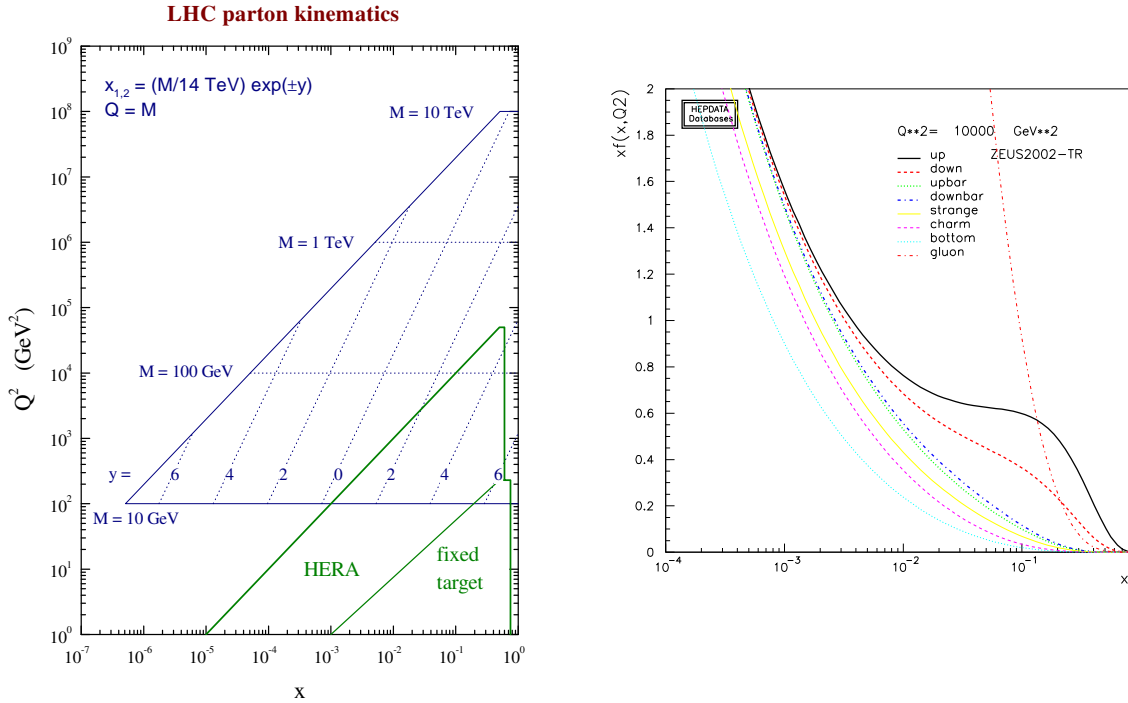 LHC parton kinematics
10⁹
x₁,₂ = (M/14 TeV) exp(±y)
Q = M
10⁸
M = 10 TeV
10⁷
10⁶
M = 1 TeV
10⁵
Q² (GeV²)
10⁴
M = 100 GeV
10³
y = 6 4 2 0 2 4 6
10²
M = 10 GeV
10¹
HERA
fixed
target
10⁰
10⁻⁷ 10⁻⁶ 10⁻⁵ 10⁻⁴ 10⁻³ 10⁻² 10⁻¹ 10⁰
x
xf(x,Q2)
2
1.8
1.6
1.4
1.2
1
0.8
0.6
0.4
0.2
0
HEPDATA
Databases
Q**2= 10000 GeV**2
up ZEUS2002-TR
down
upbar
downbar
strange
charm
bottom
gluon
10⁻⁴ 10⁻³ 10⁻² 10⁻¹ x